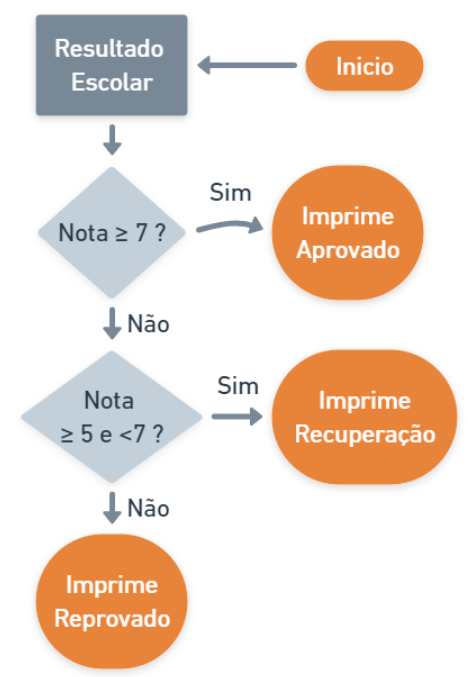 Inicio
Resultado
Escolar
Nota ≥ 7 ?
Sim
Imprime
Aprovado
Não
Nota
≥ 5 e <7 ?
Sim
Imprime
Recuperação
Não
Imprime
Reprovado